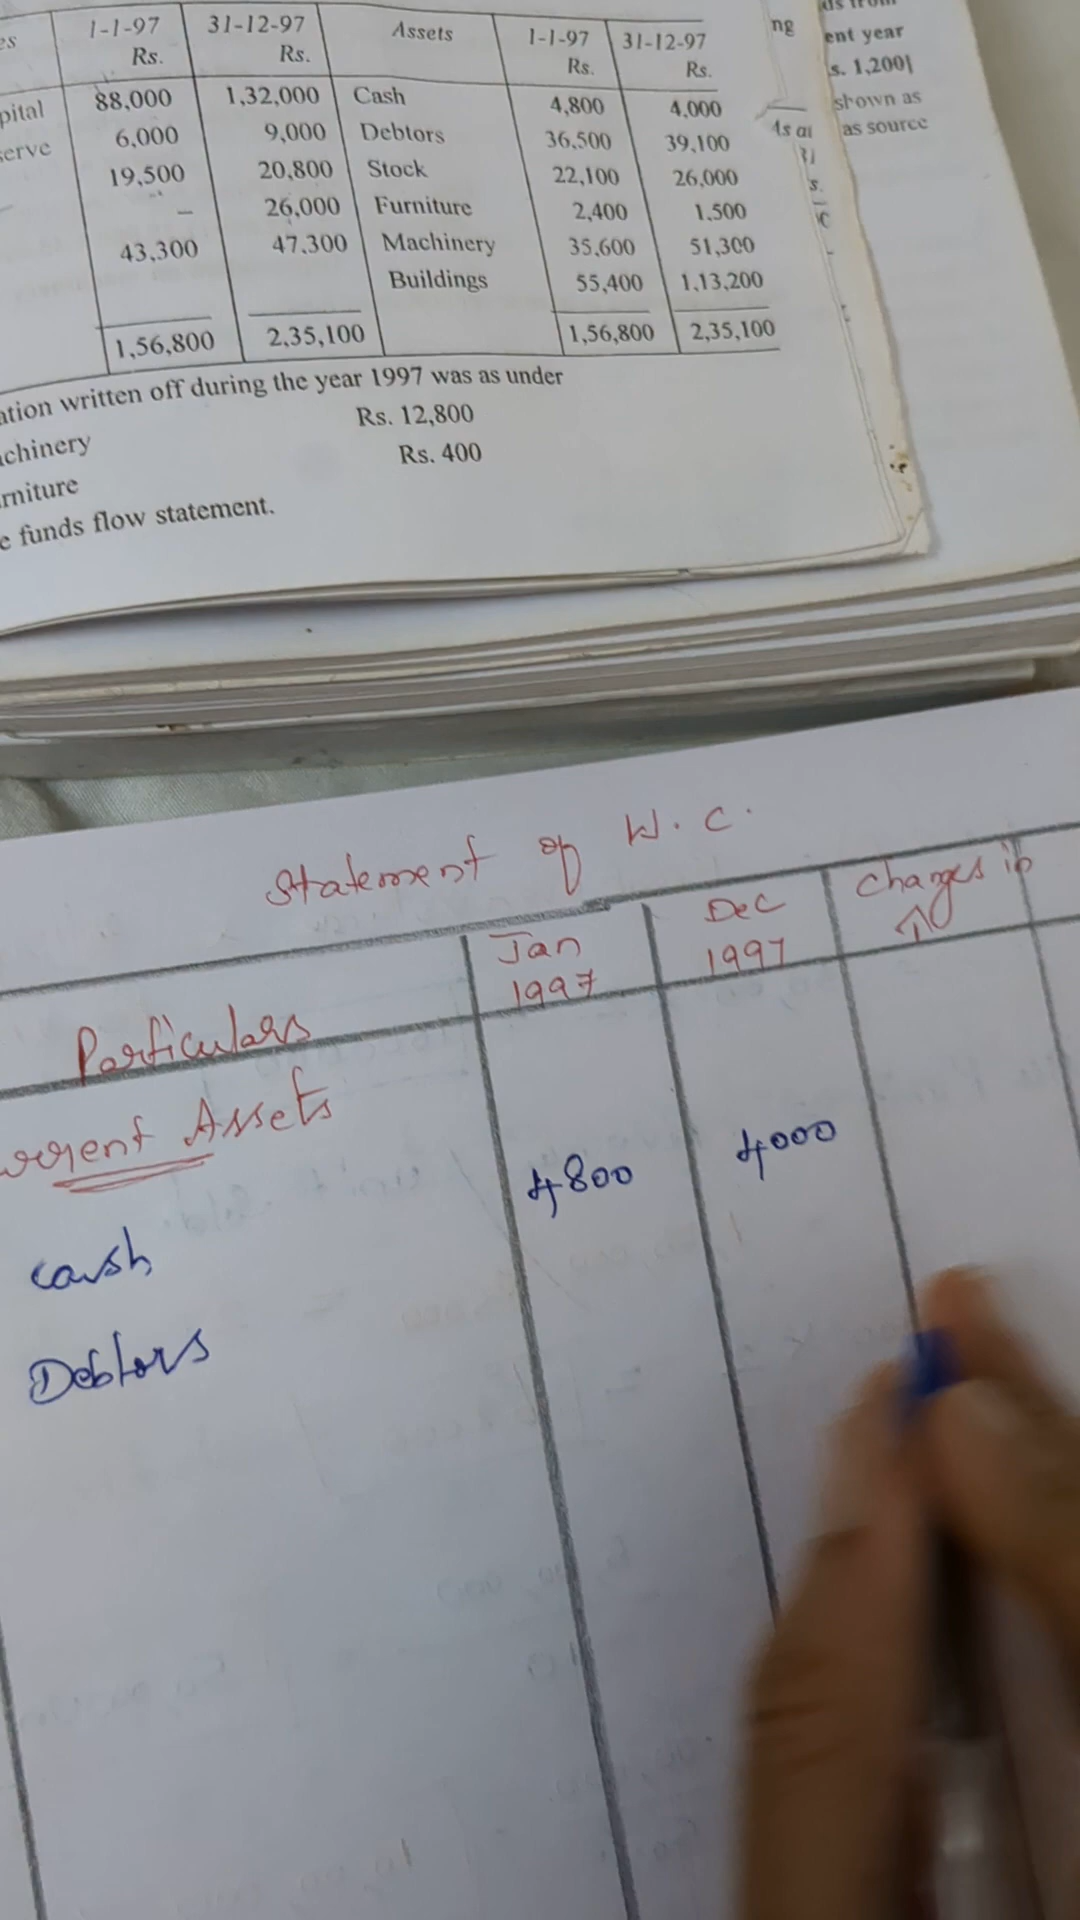 1-1-97 31-12-97 Assets 1-1-97 31-12-97
Rs. Rs. Rs. Rs.
pital 88,000 1,32,000 Cash 4,800 4,000
serve 6,000 9,000 Debtors 36,500 39,100
19,500 20,800 Stock 22,100 26,000
– 26,000 Furniture 2,400 1,500
43,300 47,300 Machinery 35,600 51,300
Buildings 55,400 1,13,200
1,56,800 2,35,100 1,56,800 2,35,100
ation written off during the year 1997 was as under
achinery Rs. 12,800
rniture Rs. 400
e funds flow statement.
ng
ent year
s. 1,200]
shown as
As as source
Statement of W.C.
Particulars Jan 1997 Dec 1997 Changes in ↑
urrent Assets
cash 4800 4000
Debtors